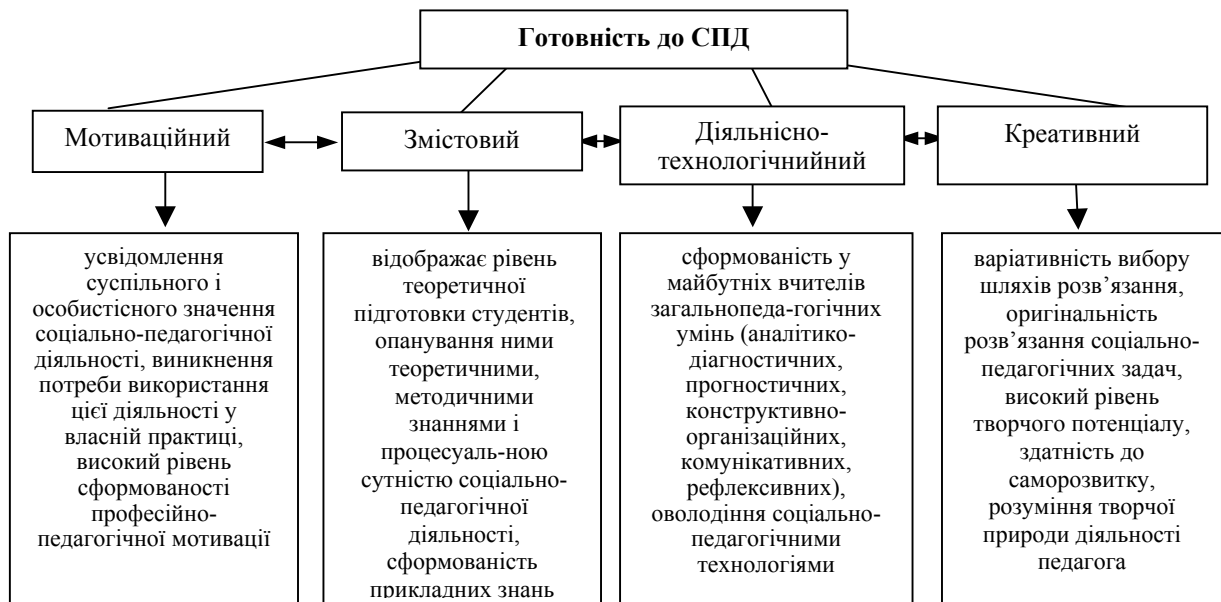 Готовність до СПД
Мотиваційний
Змістовий
Діяльнісно-
технологічнийний
Креативний
усвідомлення
суспільного і
особистісного значення
соціально-педагогічної
діяльності, виникнення
потреби використання
цієї діяльності у
власній практиці,
високий рівень
сформованості
професійно-
педагогічної мотивації
відображає рівень
теоретичної
підготовки студентів,
опанування ними
теоретичними,
методичними
знаннями і
процесуаль-ною
сутністю соціально-
педагогічної
діяльності,
сформованість
прикладних знань
сформованість у
майбутніх вчителів
загальнопеда-гогічних
умінь (аналітико-
діагностичних,
прогностичних,
конструктивно-
організаційних,
комунікативних,
рефлексивних),
оволодіння соціально-
педагогічними
технологіями
варіативність вибору
шляхів розв’язання,
оригінальність
розв’язання соціально-
педагогічних задач,
високий рівень
творчого потенціалу,
здатність до
саморозвитку,
розуміння творчої
природи діяльності
педагога